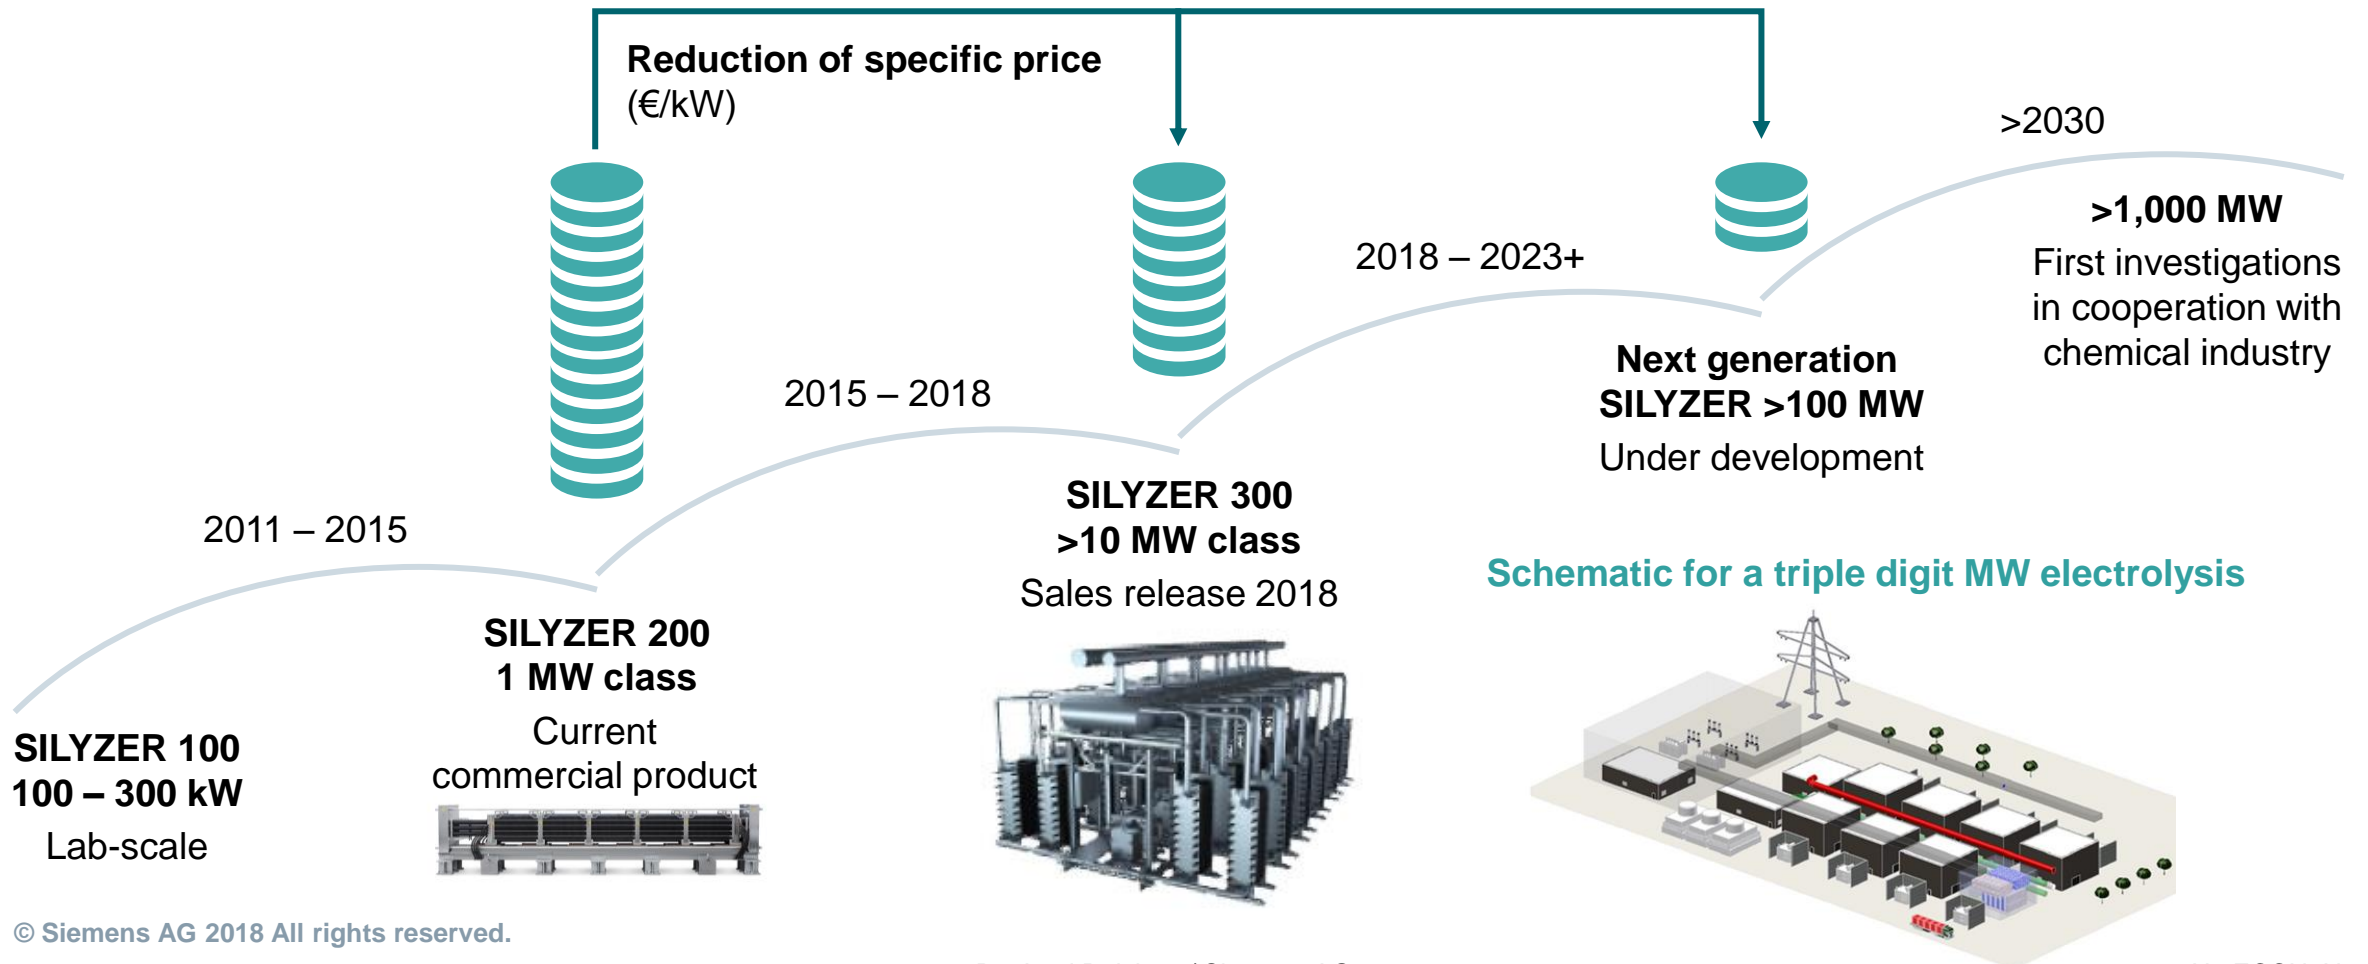 Reduction of specific price
(€/kW)
>2030
>1,000 MW
First investigations
in cooperation with
chemical industry
2018 – 2023+
Next generation
SILYZER >100 MW
Under development
2015 – 2018
SILYZER 300
>10 MW class
Sales release 2018
2011 – 2015
SILYZER 200
1 MW class
Current
commercial product
SILYZER 100
100 – 300 kW
Lab-scale
Schematic for a triple digit MW electrolysis
© Siemens AG 2018 All rights reserved.